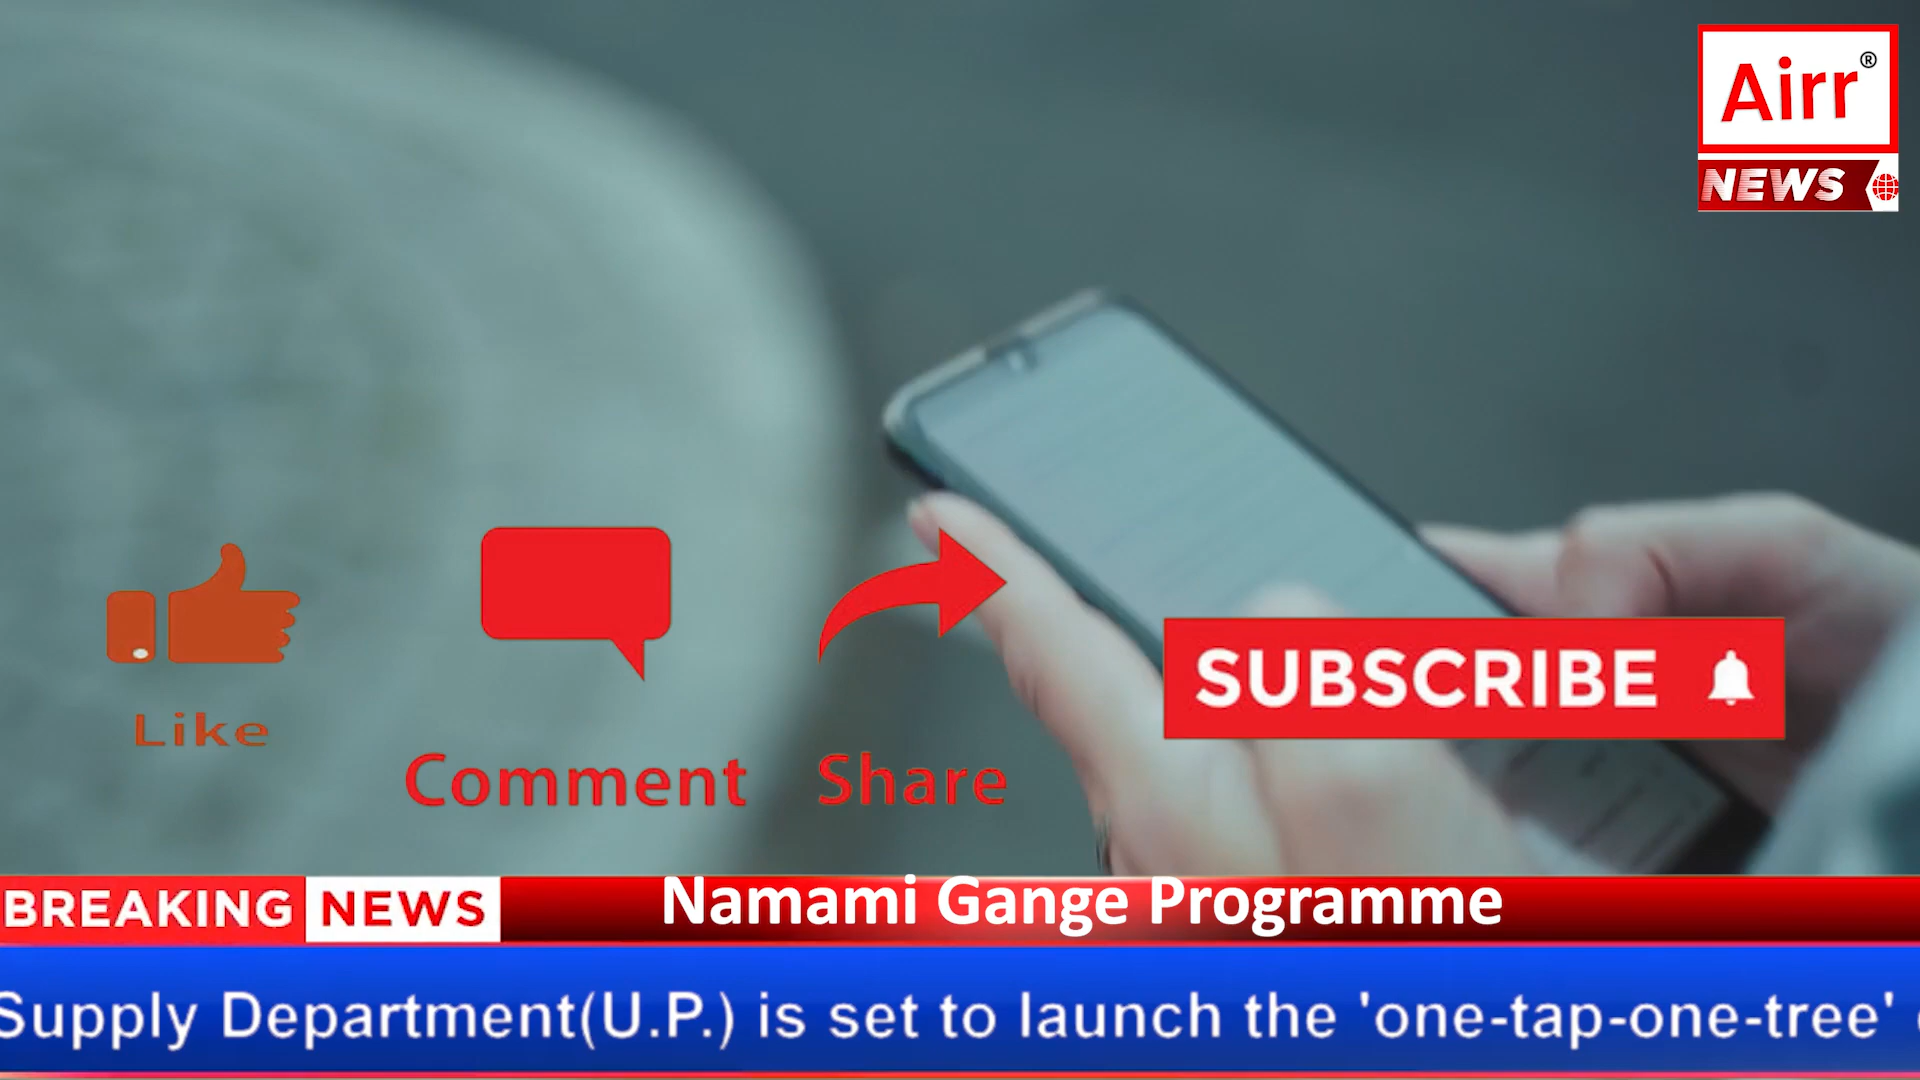 Airr®
NEWS
Like
Comment
Share
SUBSCRIBE
BREAKING NEWS
Namami Gange Programme
Supply Department(U.P.) is set to launch the 'one-tap-one-tree'